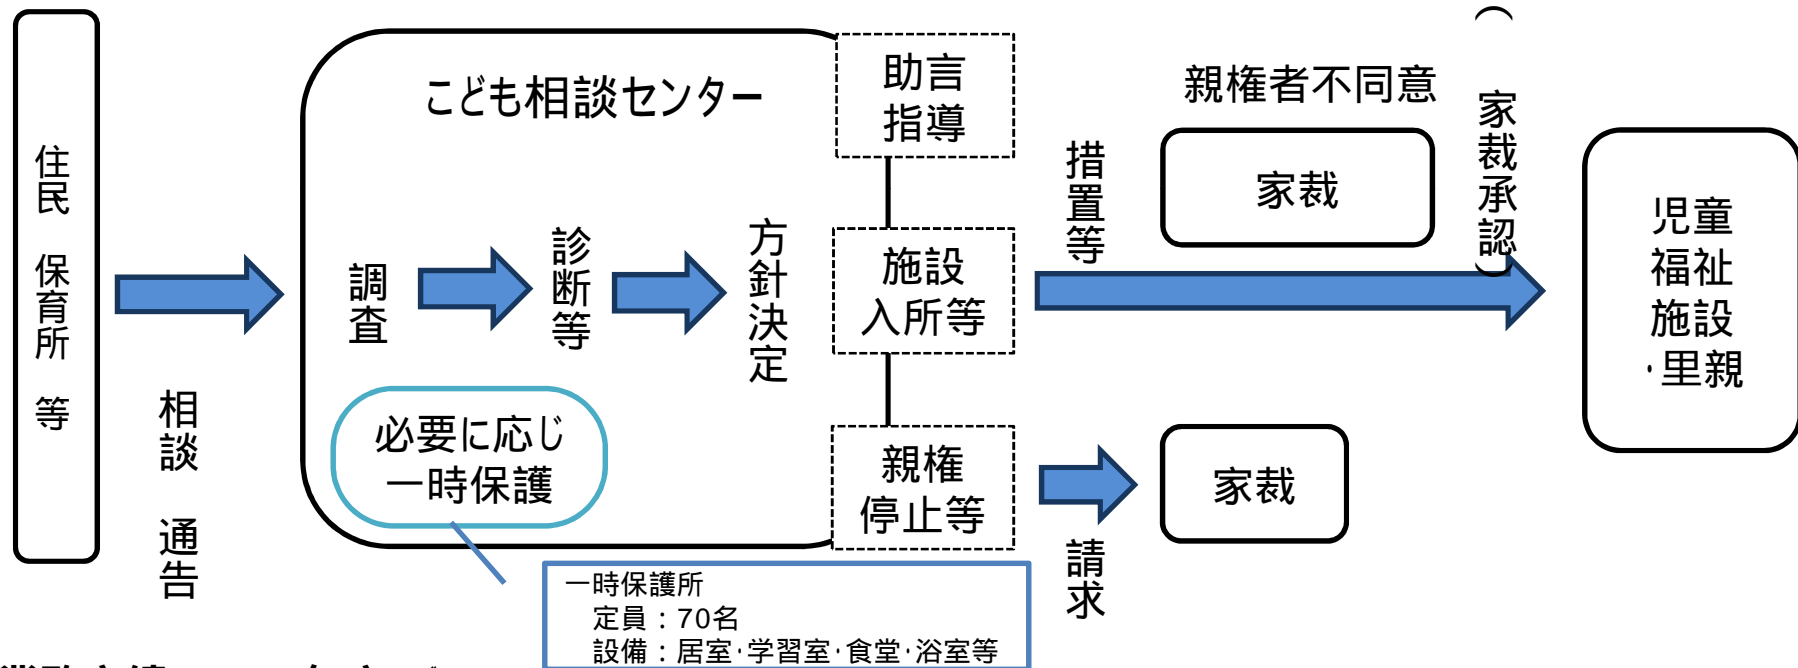 住民 保育所 等
相談 通告
こども相談センター
調査
診断等
方針決定
必要に応じ
一時保護
助言
指導
施設
入所等
親権
停止等
一時保護所
定員：70名
設備：居室・学習室・食堂・浴室等
措置等
親権者不同意
家裁
（家裁承認）
請求
家裁
児童
福祉
施設
・里親